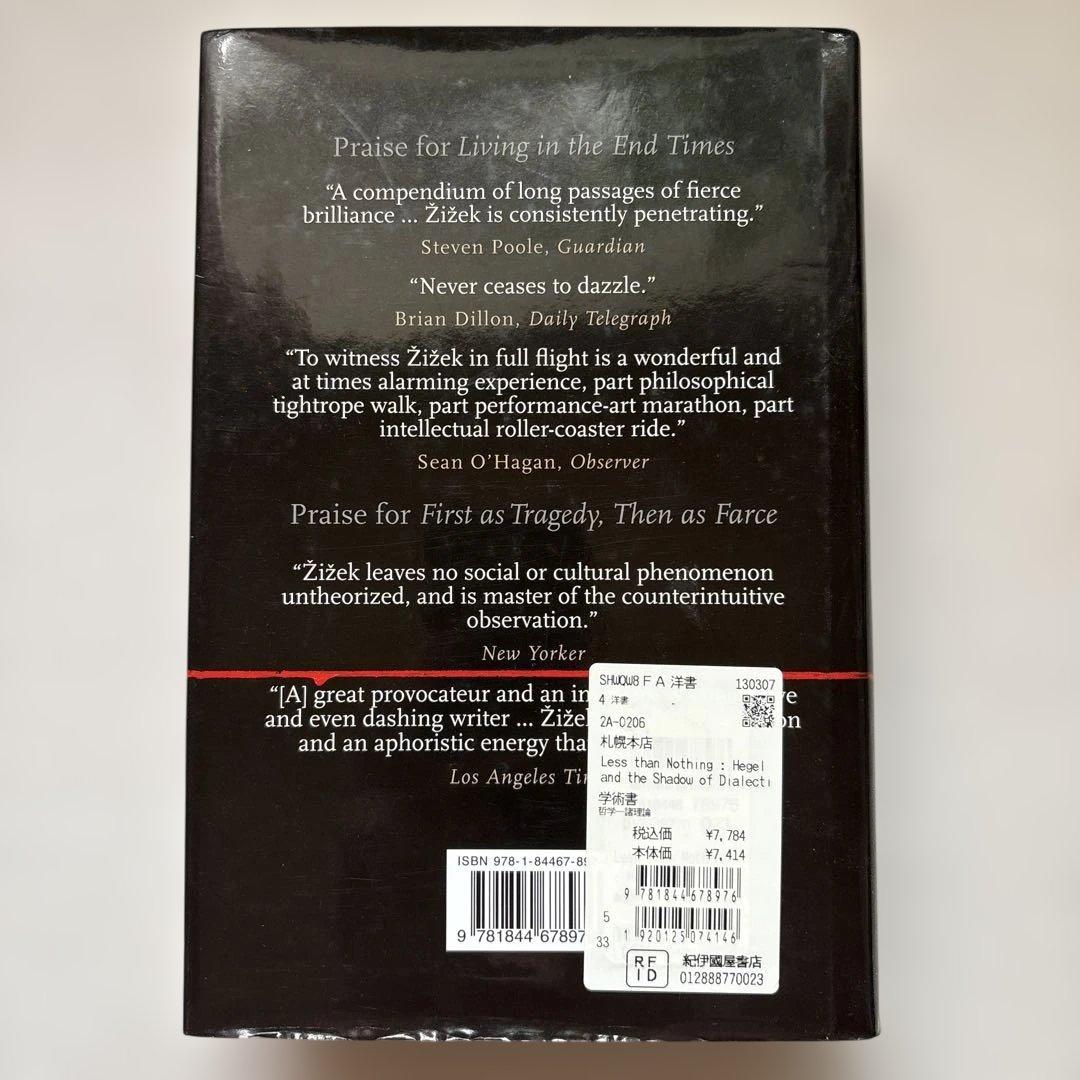 Praise for Living in the End Times
“A compendium of long passages of fierce
brilliance ... Žižek is consistently penetrating.”
Steven Poole, Guardian
“Never ceases to dazzle.”
Brian Dillon, Daily Telegraph
“To witness Žižek in full flight is a wonderful and
at times alarming experience, part philosophical
tightrope walk, part performance-art marathon, part
intellectual roller-coaster ride.”
Sean O’Hagan, Observer
Praise for First as Tragedy, Then as Farce
“Žižek leaves no social or cultural phenomenon
untheorized, and is master of the counterintuitive
observation.”
New Yorker
“[A] great provocateur and an
and even dashing writer ...
and an aphoristic energy
Los Angeles
ISBN 978-1-84467-
9 781844
SHWQW8 F A 洋書 130307
4 洋書
2A-0206
札幌本店
Less than Nothing : Hegel
and the Shadow of Dialecti
学術書
哲学―諸理論
税込価 ¥7,784
本体価 ¥7,414
9 781844 678976
5
33 1 920125 074146
RF
ID
紀伊國屋書店
012888770023